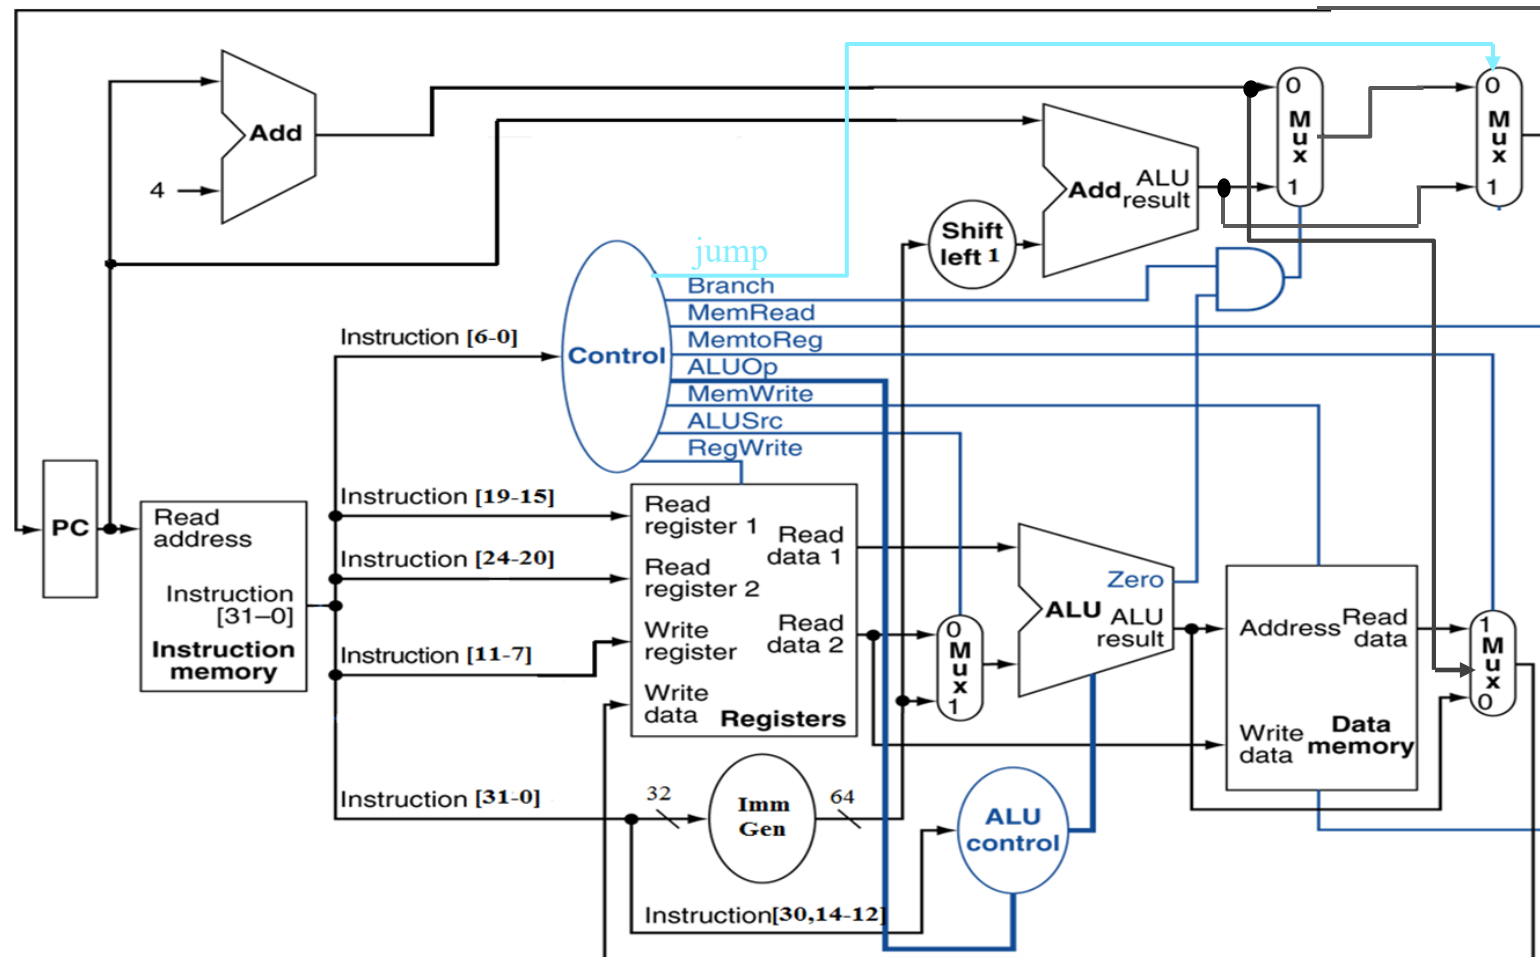 0
Mux
1
0
Mux
1
Add
4
Add
ALU
result
Shift
left 1
jump
Branch
MemRead
MemtoReg
ALUOp
MemWrite
ALUSrc
RegWrite
Control
Instruction [6-0]
PC
Read
address
Instruction
[31–0]
Instruction
memory
Instruction [19-15]
Instruction [24-20]
Instruction [11-7]
Instruction [31-0]
Read
register 1
Read
register 2
Write
register
Write
data
Read
data 1
Read
data 2
Registers
0
Mux
1
Zero
ALU
ALU
result
Address
Read
data
Write
data
Data
memory
1
Mux
0
32
Imm
Gen
64
ALU
control
Instruction[30,14-12]